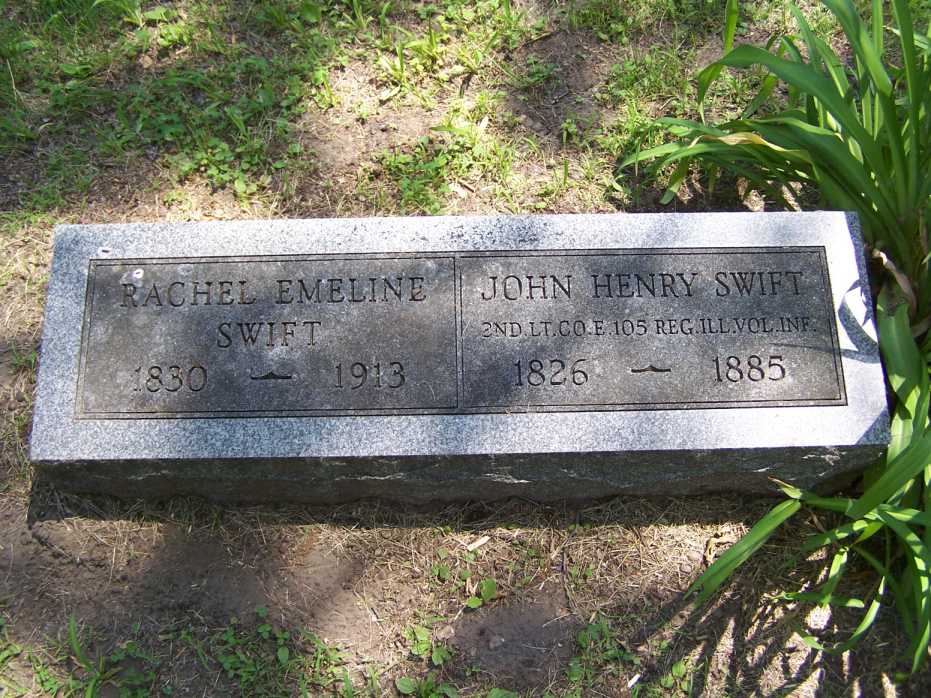 RACHEL EMELINE
SWIFT
1830 — 1913
JOHN HENRY SWIFT
2ND.LT.CO.E.105 REG.ILL.VOL.INF.
1826 — 1885